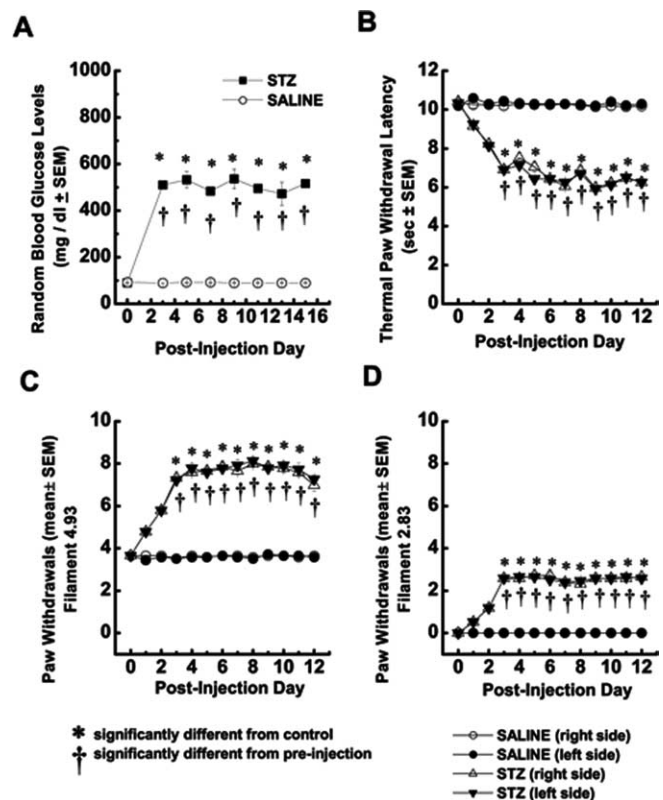 A
1000
800
600
400
200
0
Random Blood Glucose Levels
(mg / dl ± SEM)
STZ
SALINE
* * * * * * *
† † † † † † †
0 2 4 6 8 10 12 14 16
Post-Injection Day
B
12
10
8
6
4
2
0
Thermal Paw Withdrawal Latency
(sec ± SEM)
* * * * * * * * * *
† † † † † † † † † †
0 2 4 6 8 10 12
Post-Injection Day
C
10
8
6
4
2
0
Paw Withdrawals (mean± SEM)
Filament 4.93
* * * * * * * * * *
† † † † † † † † † †
0 2 4 6 8 10 12
Post-Injection Day
D
10
8
6
4
2
0
Paw Withdrawals (mean± SEM)
Filament 2.83
* * * * * * * * * *
† † † † † † † † † †
0 2 4 6 8 10 12
Post-Injection Day
* significantly different from control
† significantly different from pre-injection
SALINE (right side)
SALINE (left side)
STZ (right side)
STZ (left side)